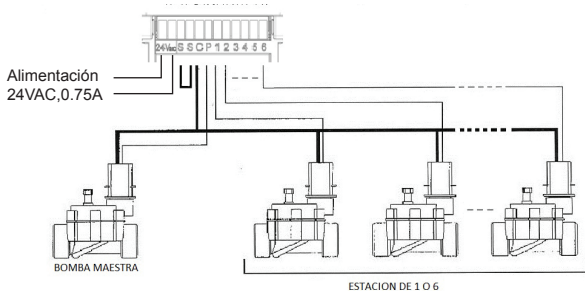 24Vac S S C P 1 2 3 4 5 6
Alimentación
24VAC,0.75A
BOMBA MAESTRA
ESTACION DE 1 O 6